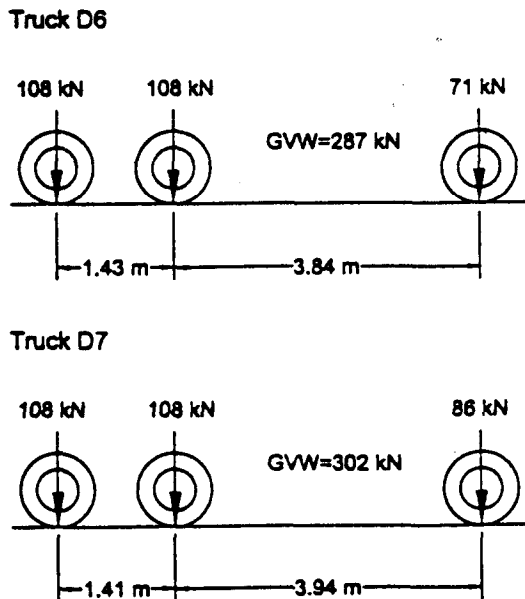 Truck D6
108 kN 108 kN 71 kN
GVW=287 kN
1.43 m 3.84 m
Truck D7
108 kN 108 kN 86 kN
GVW=302 kN
1.41 m 3.94 m